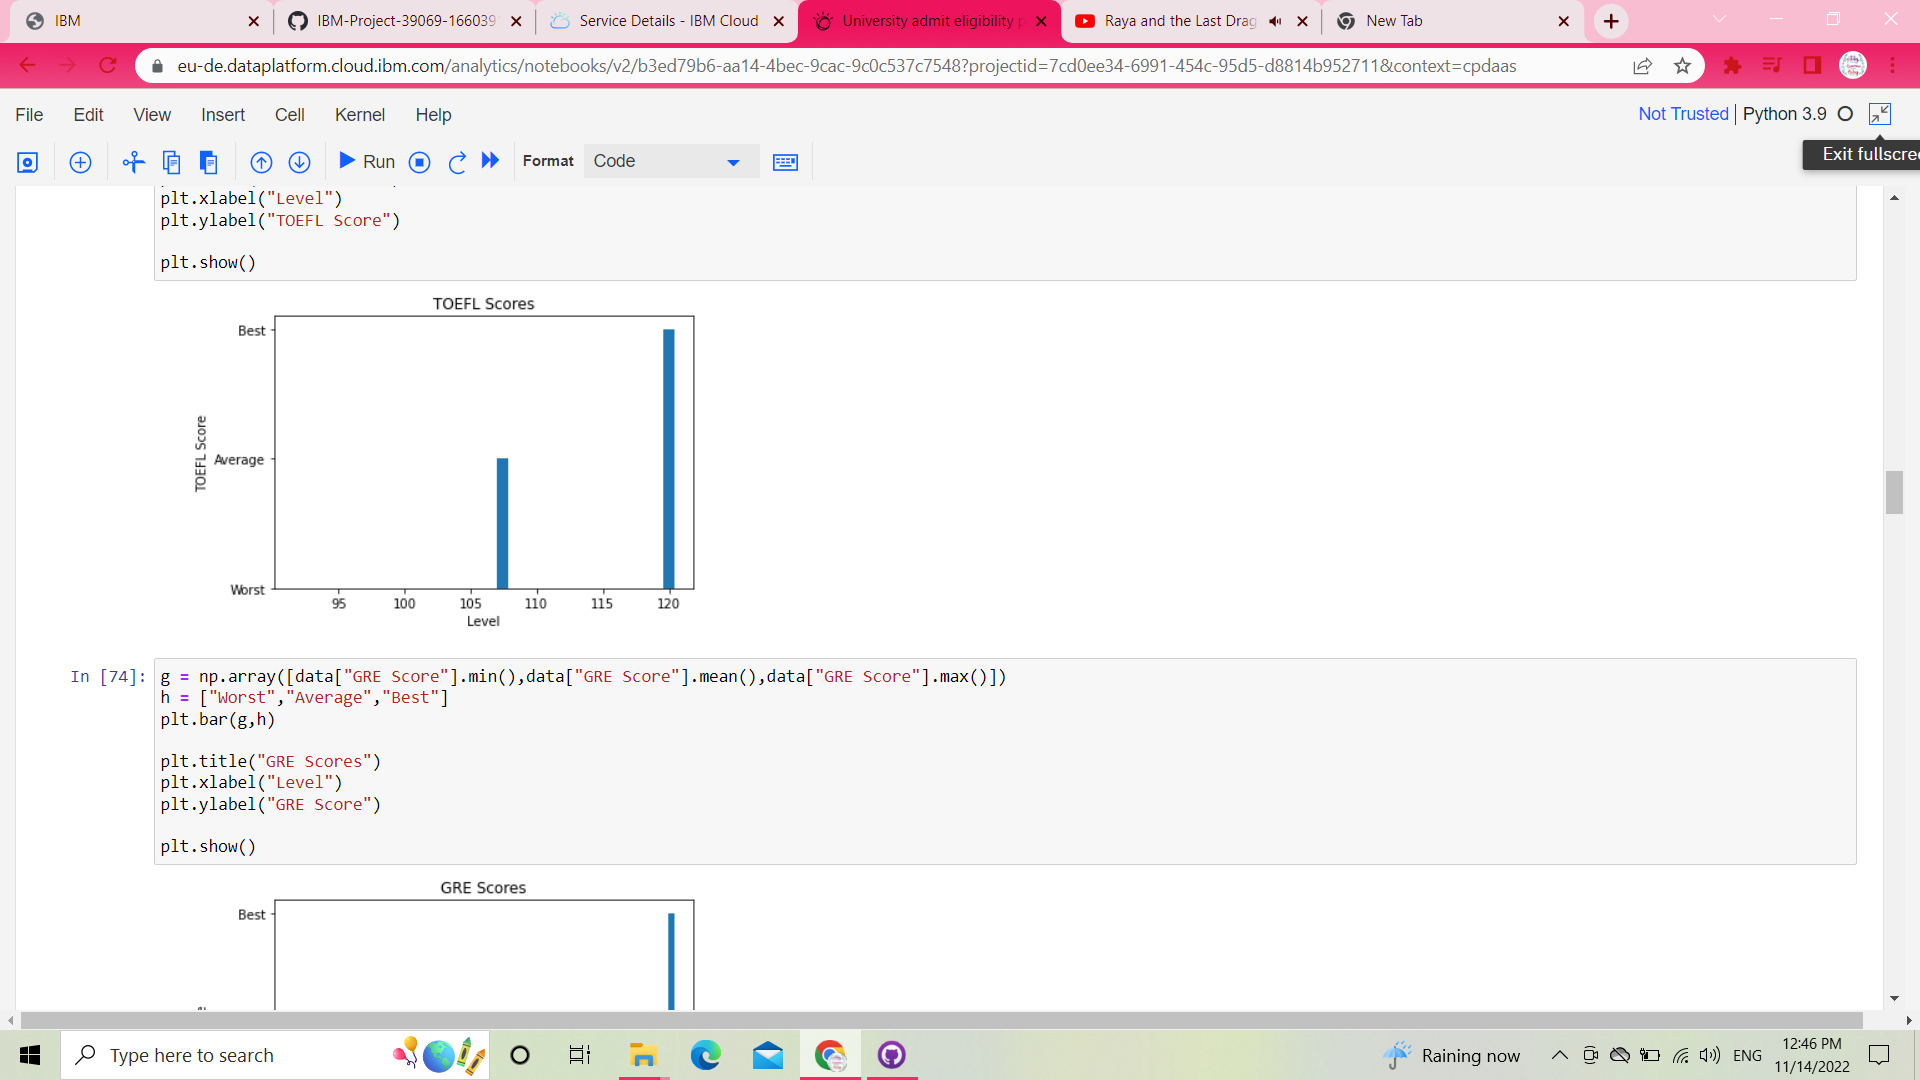 IBM
IBM-Project-39069-166039
Service Details - IBM Cloud
University admit eligibility p
Raya and the Last Drag
New Tab
eu-de.dataplatform.cloud.ibm.com/analytics/notebooks/v2/b3ed79b6-aa14-4bec-9cac-9c0c537c7548?projectid=7cd0ee34-6991-454c-95d5-d8814b952711&context=cpdaas
File Edit View Insert Cell Kernel Help
Not Trusted Python 3.9
Run Format Code
Exit fullscree
plt.xlabel("Level")
plt.ylabel("TOEFL Score")
plt.show()
TOEFL Scores
Best
Average
Worst
TOEFL Score
95 100 105 110 115 120
Level
In [74]:
g = np.array([data["GRE Score"].min(),data["GRE Score"].mean(),data["GRE Score"].max()])
h = ["Worst","Average","Best"]
plt.bar(g,h)
plt.title("GRE Scores")
plt.xlabel("Level")
plt.ylabel("GRE Score")
plt.show()
GRE Scores
Best
Type here to search
Raining now
ENG
12:46 PM
11/14/2022